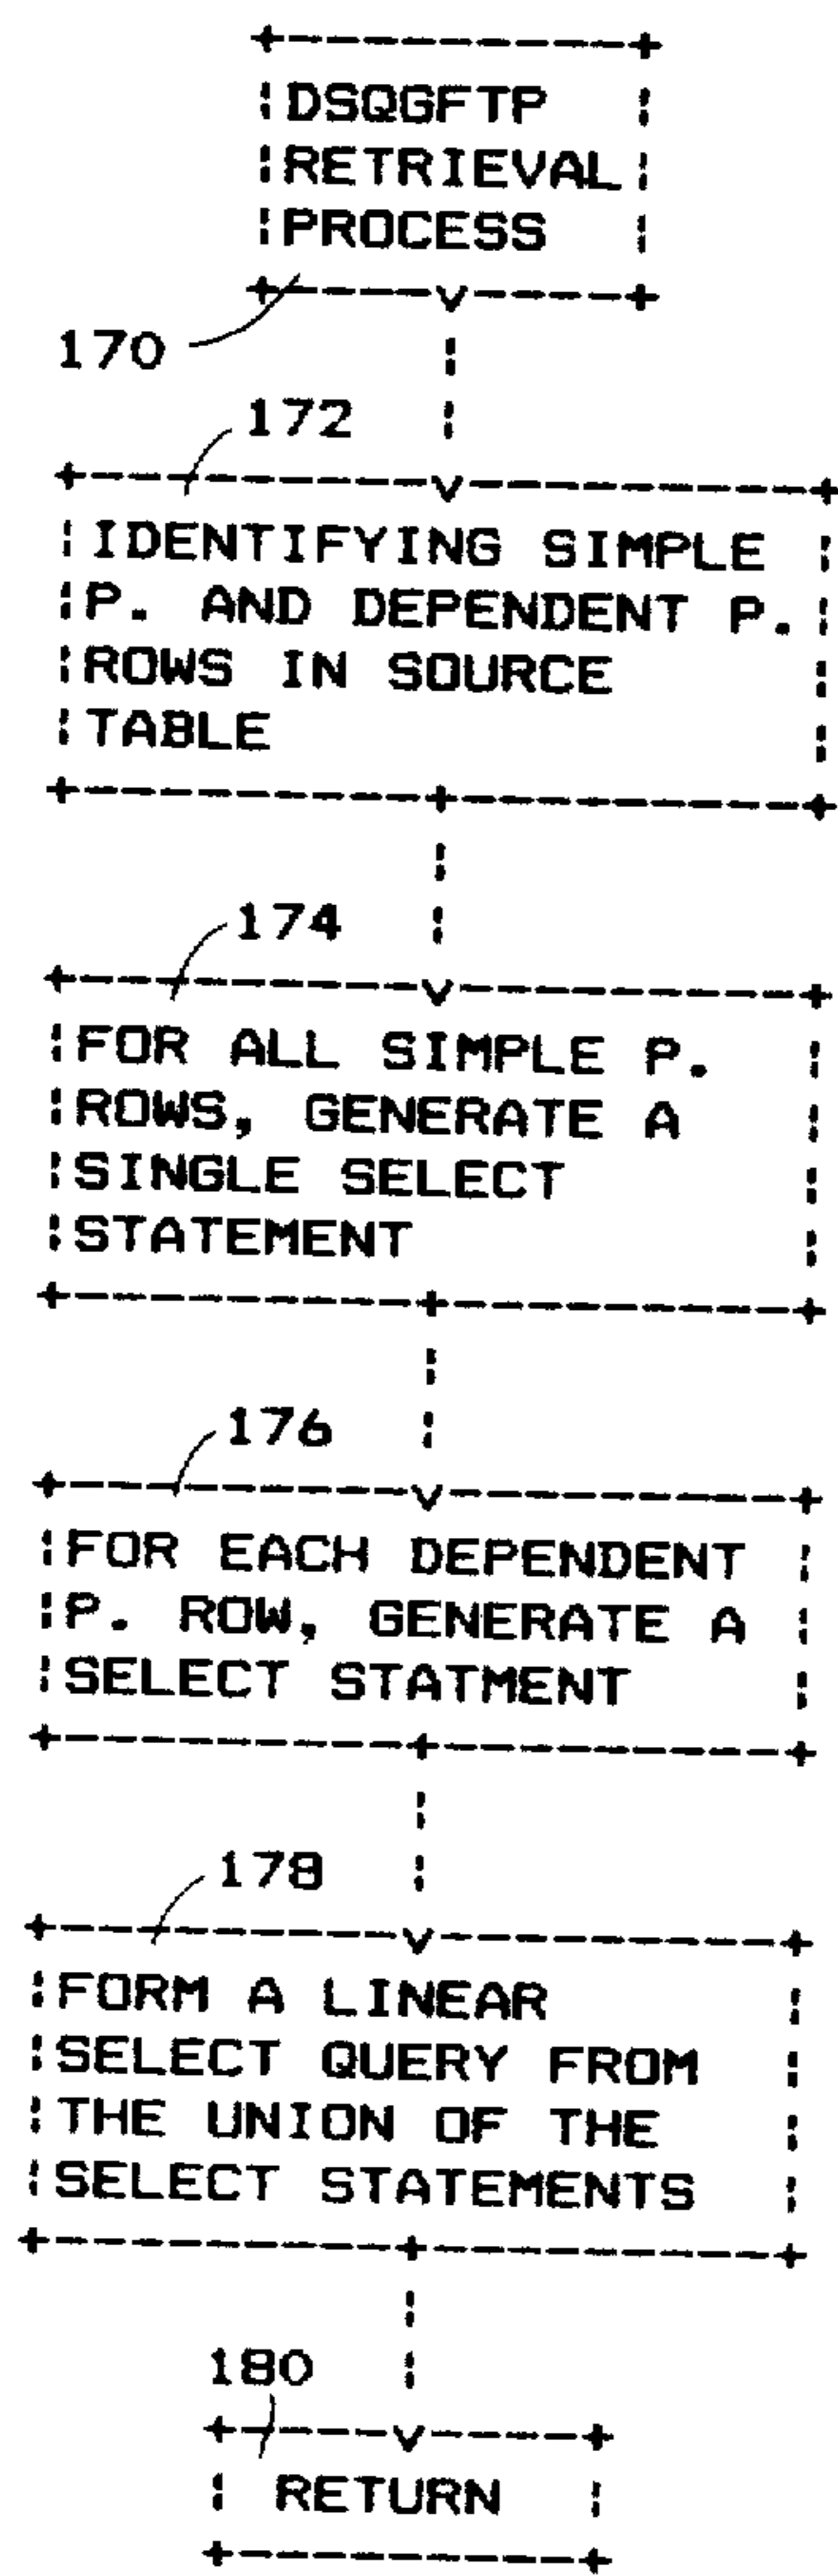 DSQGFTP
RETRIEVAL
PROCESS
170
172
IDENTIFYING SIMPLE
P. AND DEPENDENT P.
ROWS IN SOURCE
TABLE
174
FOR ALL SIMPLE P.
ROWS, GENERATE A
SINGLE SELECT
STATEMENT
176
FOR EACH DEPENDENT
P. ROW, GENERATE A
SELECT STATMENT
178
FORM A LINEAR
SELECT QUERY FROM
THE UNION OF THE
SELECT STATEMENTS
180
RETURN